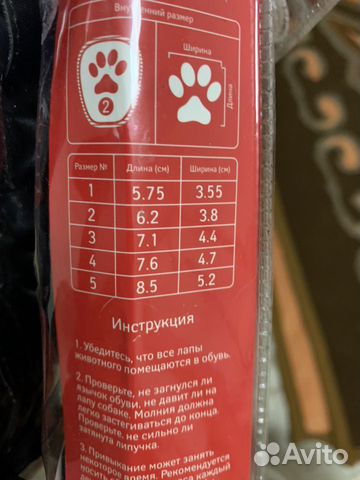 Внутренний размер
Ширина
Длина
2
Размер № Длина (см) Ширина (см)
1 5.75 3.55
2 6.2 3.8
3 7.1 4.4
4 7.6 4.7
5 8.5 5.2
Инструкция
1. Убедитесь, что все лапы
животного помещаются в обувь.
2. Проверьте, не загнулся ли
язычок обуви, не давит ли на
лапу собаке. Молния должна
легко застегиваться до конца.
Проверьте, не сильно ли
затянута липучка.
3. Привыкание может занять
некоторое время. Рекомендуется
носить каждый
Avito